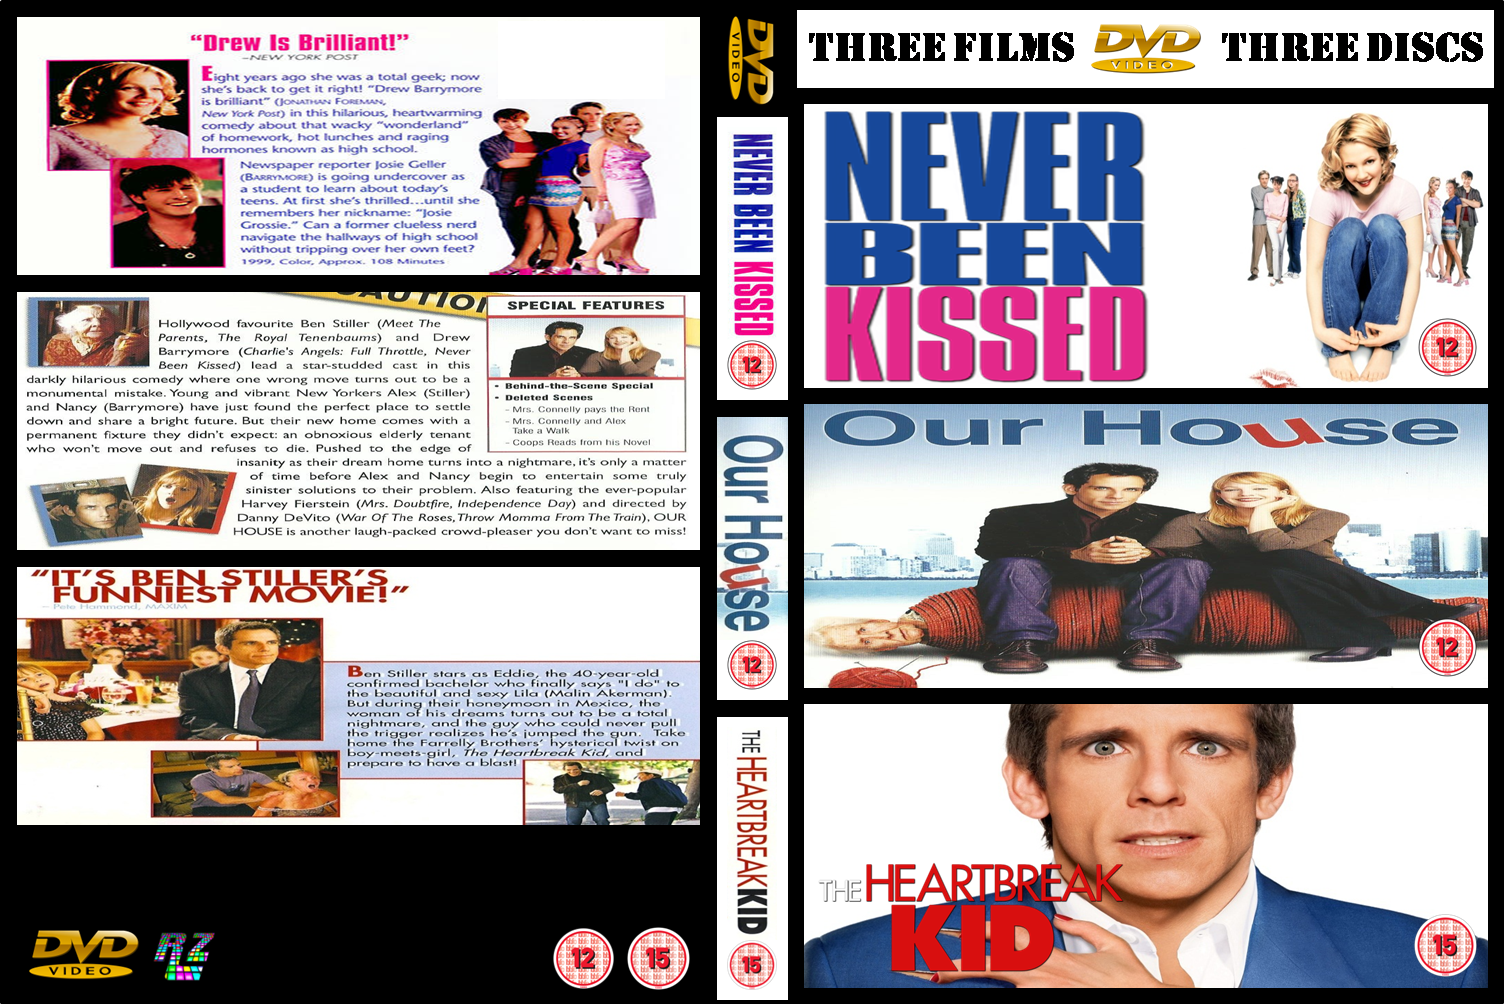 "Drew Is Brilliant!"
–NEW YORK POST
Eight years ago she was a total geek; now
she's back to get it right! "Drew Barrymore
is brilliant" (JONATHAN FOREMAN,
New York Post) in this hilarious, heartwarming
comedy about that wacky "wonderland"
of homework, hot lunches and raging
hormones known as high school.
Newspaper reporter Josie Geller
(BARRYMORE) is going undercover as
a student to learn about today's
teens. At first she's thrilled...until she
remembers her nickname: "Josie
Grossie." Can a former clueless nerd
navigate the hallways of high school
without tripping over her own feet?
1999, Color, Approx. 108 Minutes
CAUTION
Hollywood favourite Ben Stiller (Meet The
Parents, The Royal Tenenbaums) and Drew
Barrymore (Charlie's Angels: Full Throttle, Never
Been Kissed) lead a star-studded cast in this
darkly hilarious comedy where one wrong move turns out to be a
monumental mistake. Young and vibrant New Yorkers Alex (Stiller)
and Nancy (Barrymore) have just found the perfect place to settle
down and share a bright future. But their new home comes with a
permanent fixture they didn't expect: an obnoxious elderly tenant
who won't move out and refuses to die. Pushed to the edge of
insanity as their dream home turns into a nightmare, it's only a matter
of time before Alex and Nancy begin to entertain some truly
sinister solutions to their problem. Also featuring the ever-popular
Harvey Fierstein (Mrs. Doubtfire, Independence Day) and directed by
Danny DeVito (War Of The Roses, Throw Momma From The Train), OUR
HOUSE is another laugh-packed crowd-pleaser you don't want to miss!
SPECIAL FEATURES
• Behind-the-Scene Special
• Deleted Scenes
- Mrs. Connelly pays the Rent
- Mrs. Connelly and Alex
Take a Walk
- Coops Reads from his Novel
"IT'S BEN STILLER'S
FUNNIEST MOVIE!"
– Pete Hammond, MAXIM
Ben Stiller stars as Eddie, the 40-year-old
confirmed bachelor who finally says "I do" to
the beautiful and sexy Lila (Malin Akerman).
But during their honeymoon in Mexico, the
woman of his dreams turns out to be a total
nightmare, and the guy who could never pull
the trigger realizes he's jumped the gun. Take
home the Farrelly Brothers' hysterical twist on
boy-meets-girl, The Heartbreak Kid, and
prepare to have a blast!
DVD
VIDEO
RZ
12
15
DVD
VIDEO
NEVER BEEN KISSED
12
Our House
12
THE HEARTBREAK KID
15
THREE FILMS
DVD
VIDEO
THREE DISCS
NEVER
BEEN
KISSED
12
Our House
12
THE HEARTBREAK
KID
15